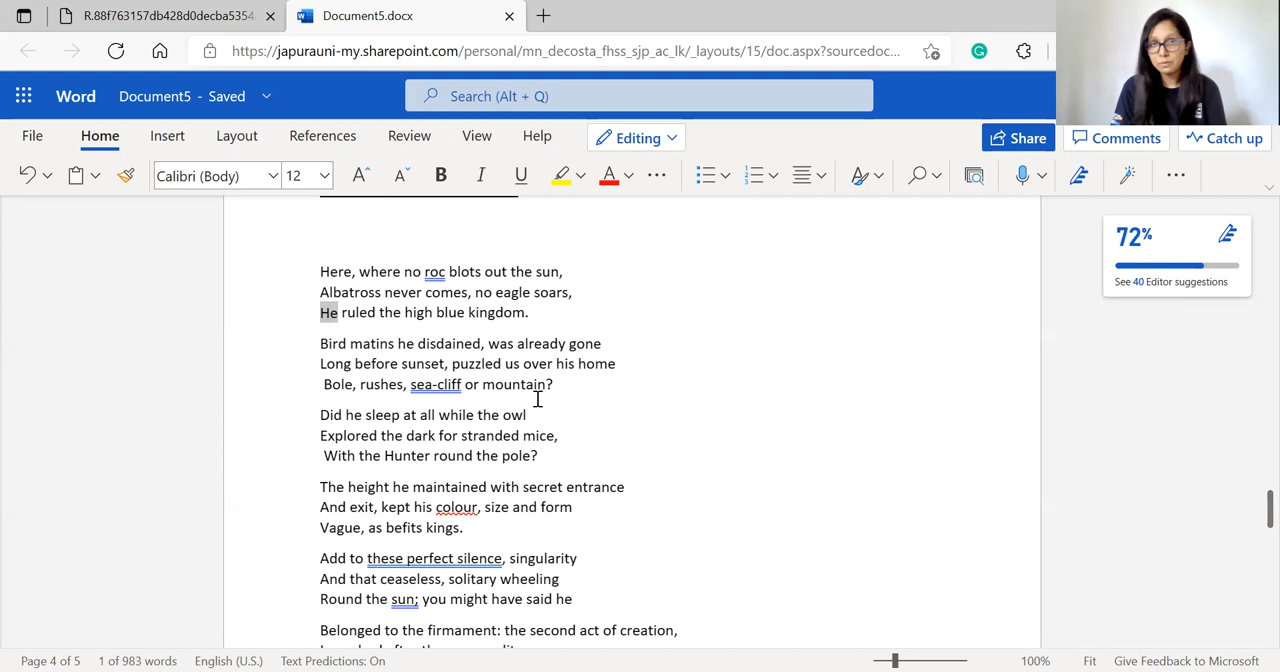 R.88f763157db428d0decba5354
Document5.docx
https://japurauni-my.sharepoint.com/personal/mn_decosta_fhss_sjp_ac_lk/_layouts/15/doc.aspx?sourcedoc...
Word
Document5 - Saved
Search (Alt + Q)
File
Home
Insert
Layout
References
Review
View
Help
Editing
Share
Comments
Catch up
Calibri (Body)
12
72%
See 40 Editor suggestions
Here, where no roc blots out the sun,
Albatross never comes, no eagle soars,
He ruled the high blue kingdom.
Bird matins he disdained, was already gone
Long before sunset, puzzled us over his home
Bole, rushes, sea-cliff or mountain?
Did he sleep at all while the owl
Explored the dark for stranded mice,
With the Hunter round the pole?
The height he maintained with secret entrance
And exit, kept his colour, size and form
Vague, as befits kings.
Add to these perfect silence, singularity
And that ceaseless, solitary wheeling
Round the sun; you might have said he
Belonged to the firmament: the second act of creation,
Page 4 of 5
1 of 983 words
English (U.S.)
Text Predictions: On
100%
Fit
Give Feedback to Microsoft